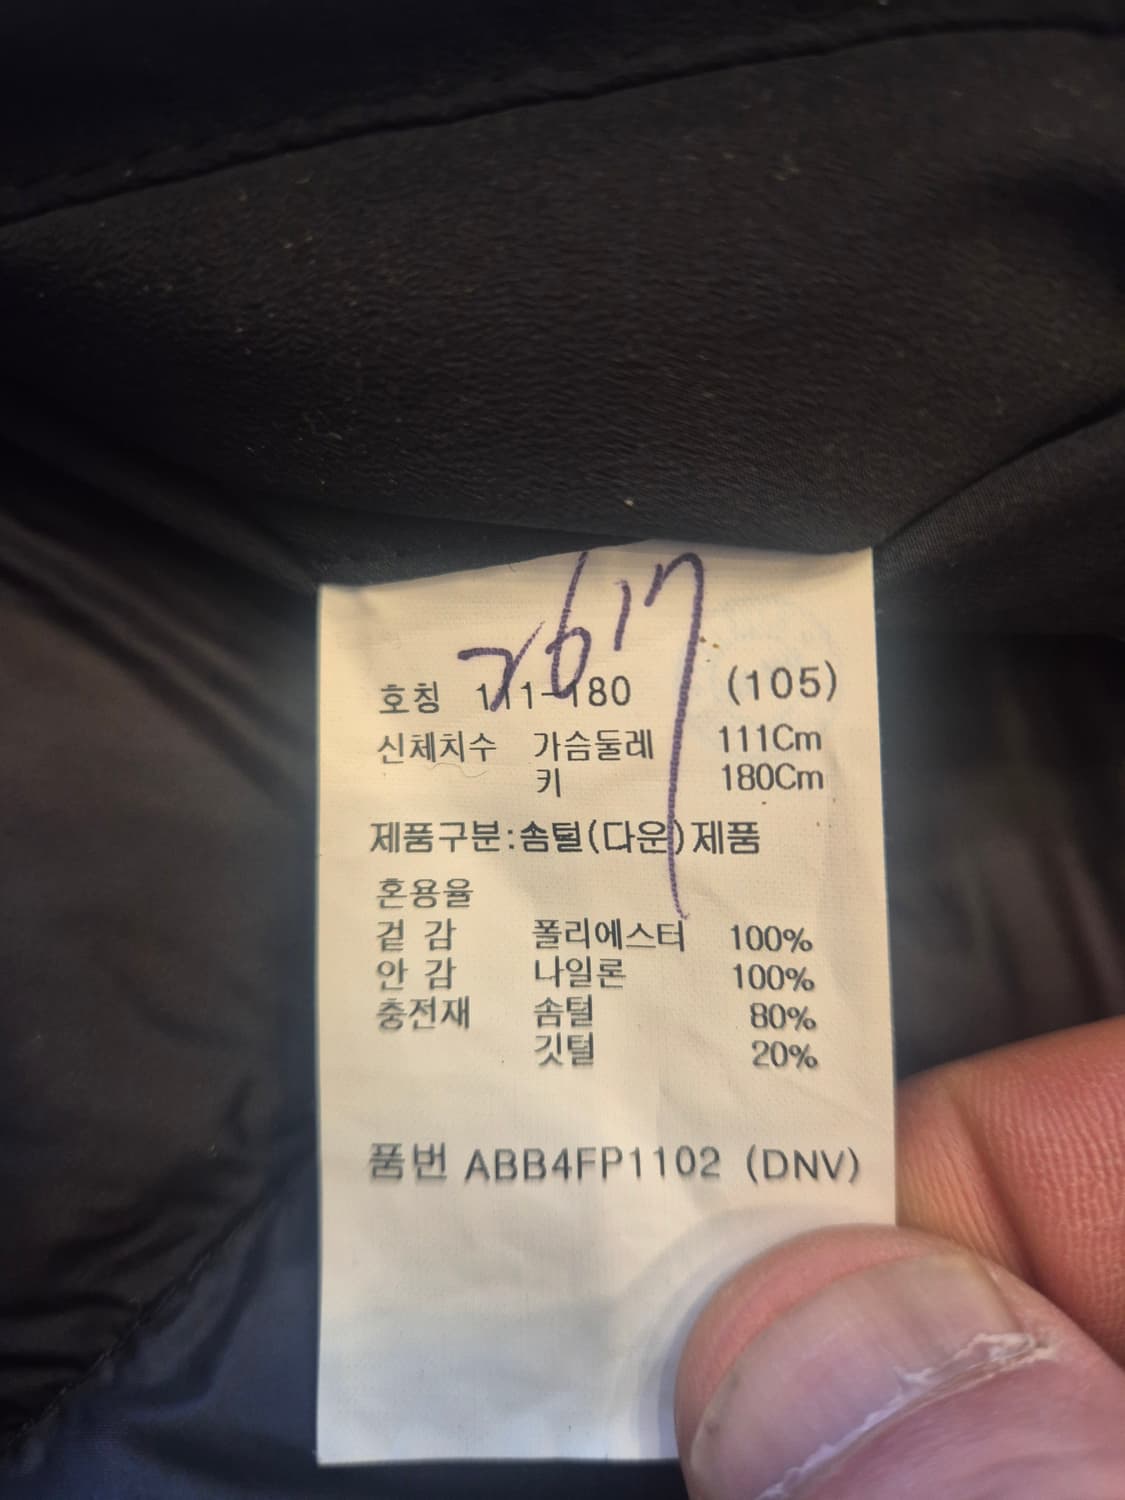 2617
호칭 111-180 (105)
신체치수 가슴둘레 111Cm
키 180Cm
제품구분:솜털(다운)제품
혼용율
겉 감 폴리에스터 100%
안 감 나일론 100%
충전재 솜털 80%
깃털 20%
품번 ABB4FP1102 (DNV)